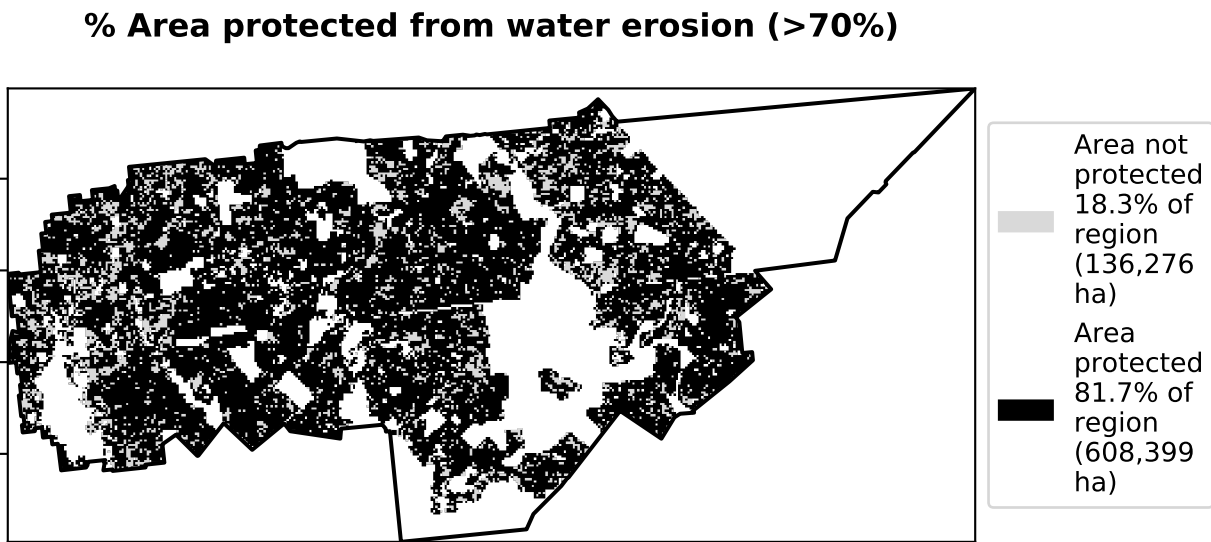 % Area protected from water erosion (>70%)
Area not
protected
18.3% of
region
(136,276
ha)
Area
protected
81.7% of
region
(608,399
ha)